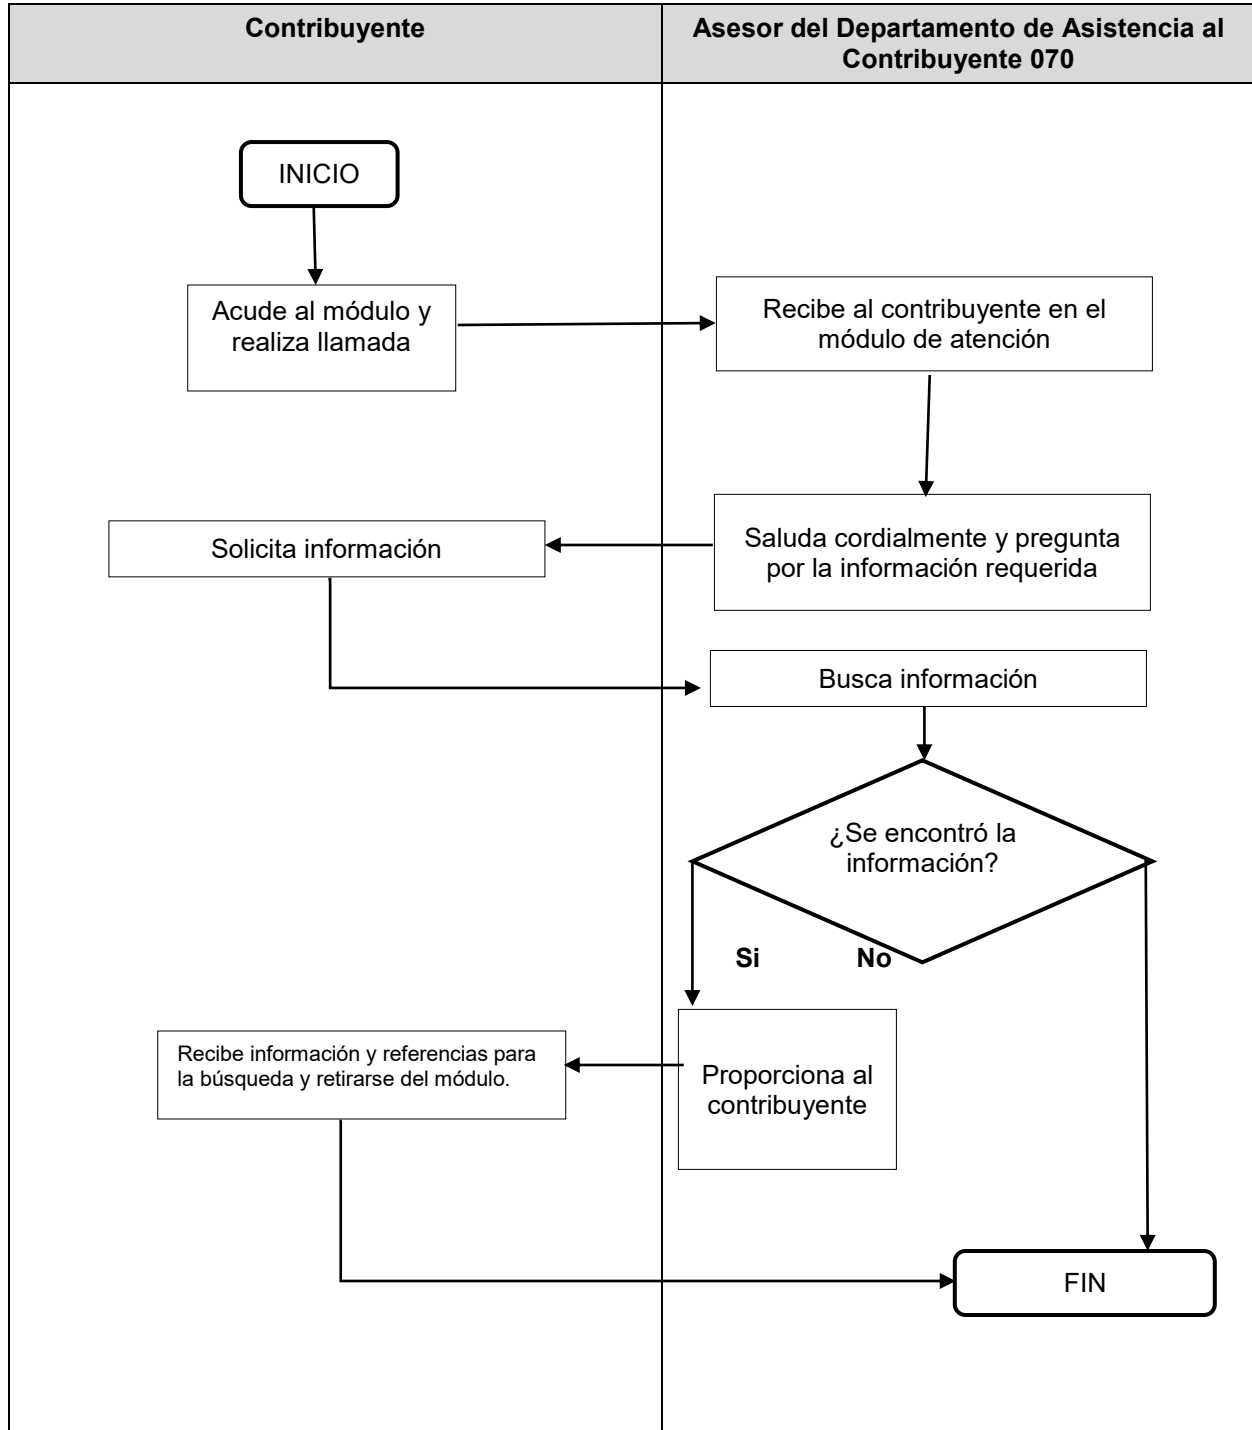 Contribuyente
Asesor del Departamento de Asistencia al
Contribuyente 070
INICIO
Acude al módulo y
realiza llamada
Recibe al contribuyente en el
módulo de atención
Saluda cordialmente y pregunta
por la información requerida
Solicita información
Busca información
¿Se encontró la
información?
Si
No
Proporciona al
contribuyente
Recibe información y referencias para
la búsqueda y retirarse del módulo.
FIN